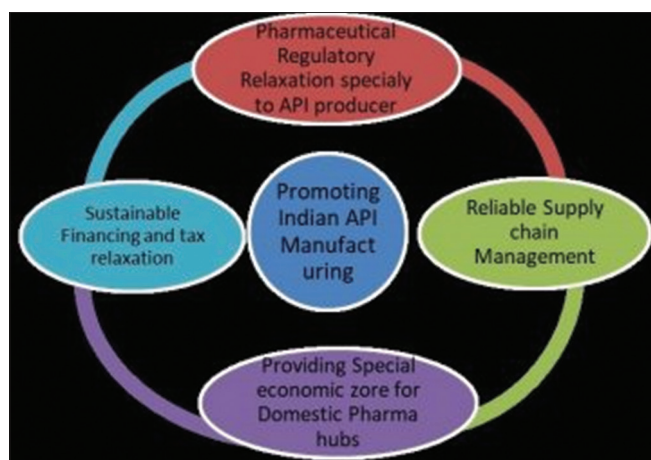 Pharmaceutical
Regulatory
Relaxation specialy
to API producer
Sustainable
Financing and tax
relaxation
Promoting
Indian API
Manufact
uring
Reliable Supply
chain
Management
Providing Special
economic zore for
Domestic Pharma
hubs